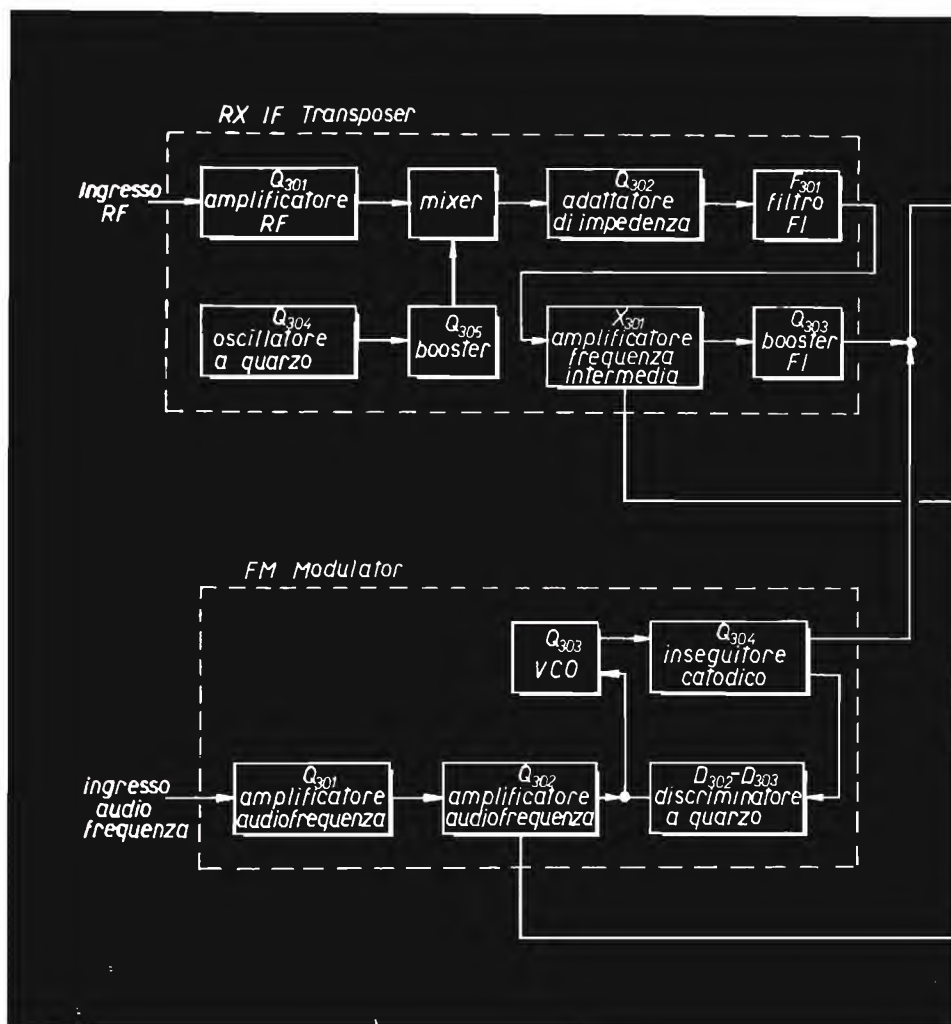 RX IF Transposer
Ingresso
RF
Q301
amplificatore
RF
mixer
Q302
adattatore
di impedenza
F301
filtro
FI
Q304
oscillatore
a quarzo
Q305
booster
X301
amplificatore
frequenza
intermedia
Q303
booster
FI
FM Modulator
Q303
VCO
Q304
inseguitore
catodico
ingresso
audio
frequenza
Q301
amplificatore
audiofrequenza
Q302
amplificatore
audiofrequenza
D302-D303
discriminatore
a quarzo